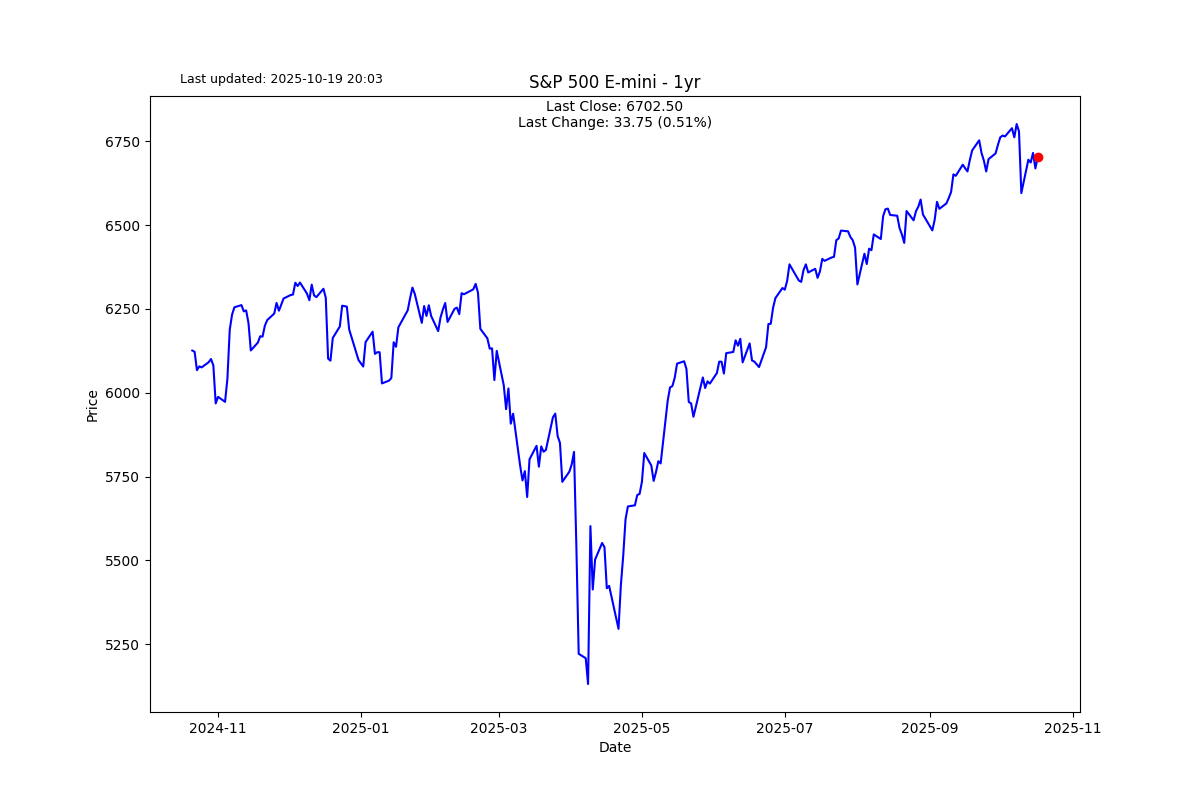 Last updated: 2025-10-19 20:03
S&P 500 E-mini - 1yr
Last Close: 6702.50
Last Change: 33.75 (0.51%)
Price
6750
6500
6250
6000
5750
5500
5250
2024-11
2025-01
2025-03
2025-05
2025-07
2025-09
2025-11
Date